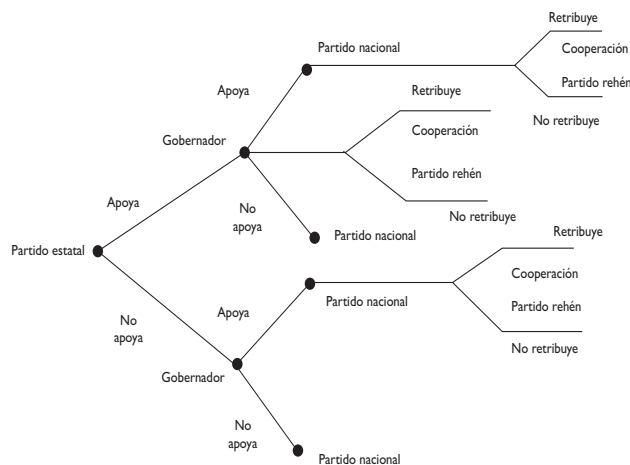 Retribuye
Partido nacional
Cooperación
Partido rehén
Apoya
Retribuye
No retribuye
Cooperación
Gobernador
Partido rehén
Apoya
No
apoya
No retribuye
Partido nacional
Retribuye
Partido estatal
Cooperación
Partido nacional
Partido rehén
No
apoya
Apoya
No retribuye
Gobernador
No
apoya
Partido nacional